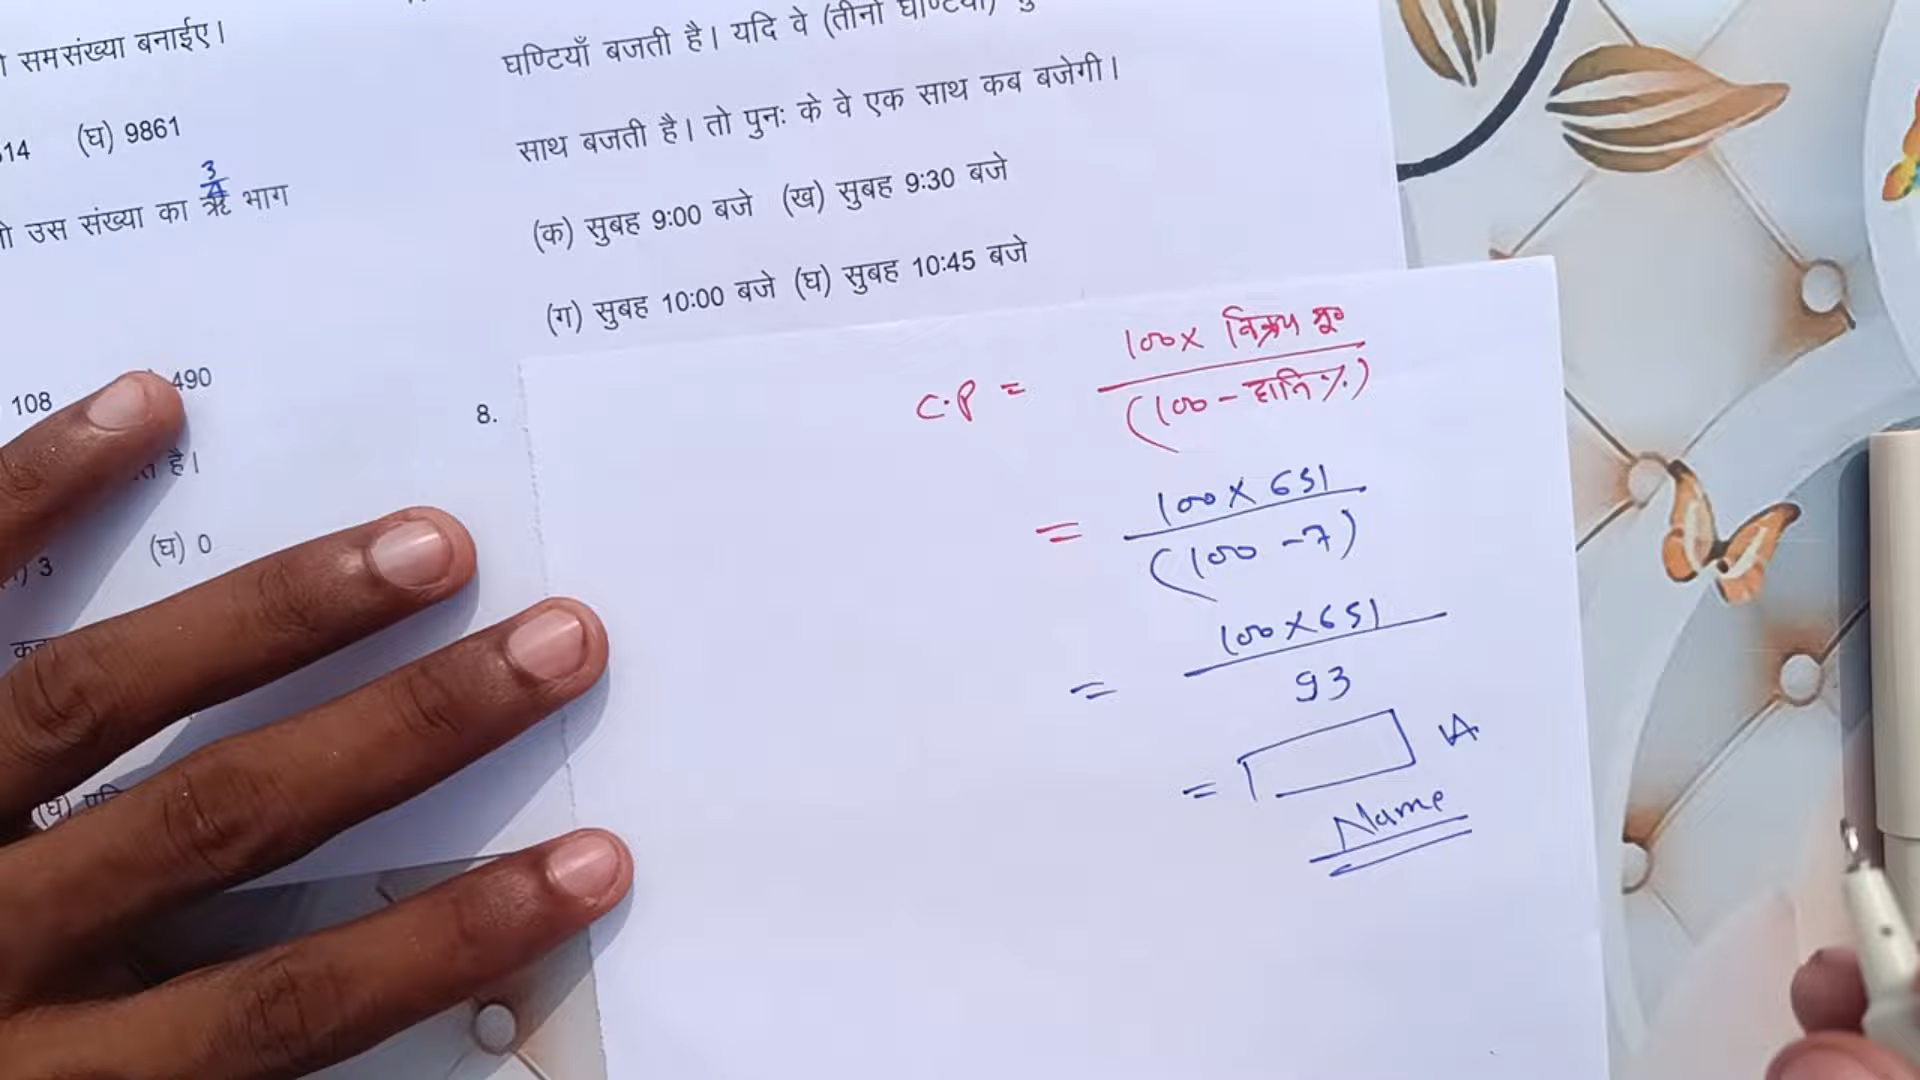 समसंख्या बनाईए।
14 (घ) 9861
उस संख्या का 3/4 भाग
108 490
है।
3 (घ) 0
(घ)
घण्टियाँ बजती है। यदि वे (तीनो घण्टियाँ)
साथ बजती है। तो पुनः के वे एक साथ कब बजेगी।
(क) सुबह 9:00 बजे (ख) सुबह 9:30 बजे
(ग) सुबह 10:00 बजे (घ) सुबह 10:45 बजे
8.
C.P = 100× विक्रय मू० / (100 - हानि %)
= 100 × 651 / (100 - 7)
= 100 × 651 / 93
= A
Name